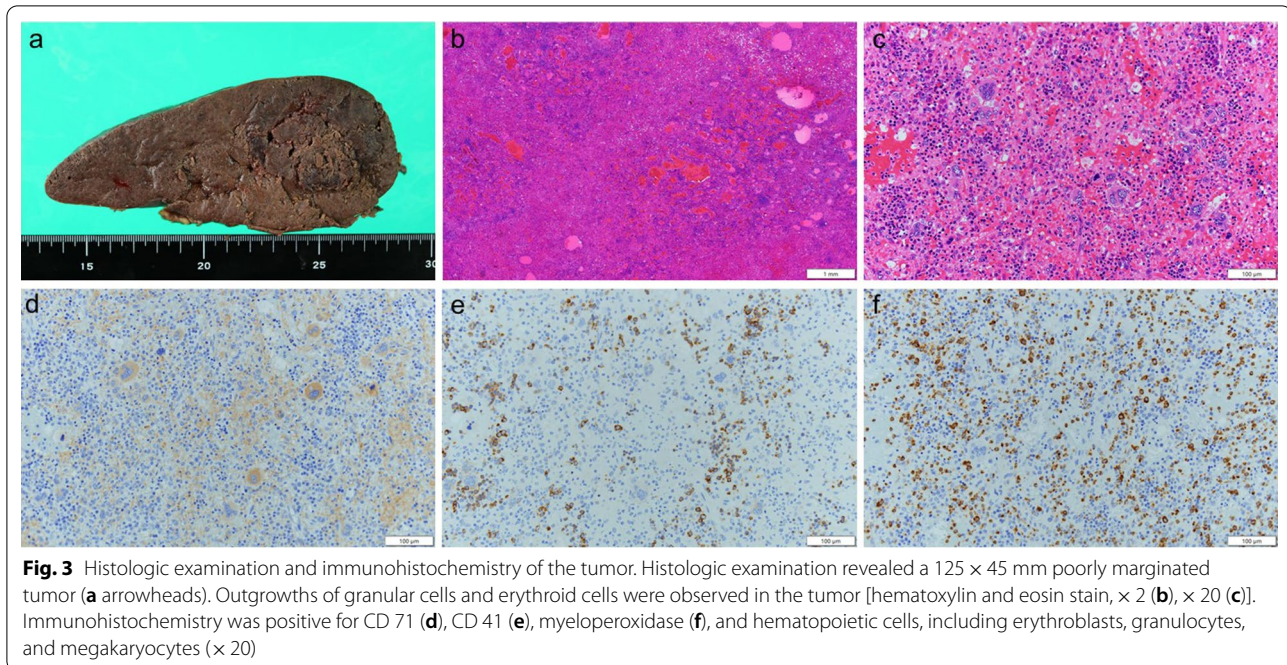 a
b
c
15 20 25 30
1 mm
100 µm
d
e
f
100 µm
100 µm
100 µm
Fig. 3 Histologic examination and immunohistochemistry of the tumor. Histologic examination revealed a 125 × 45 mm poorly marginated
tumor (a arrowheads). Outgrowths of granular cells and erythroid cells were observed in the tumor [hematoxylin and eosin stain, × 2 (b), × 20 (c)].
Immunohistochemistry was positive for CD 71 (d), CD 41 (e), myeloperoxidase (f), and hematopoietic cells, including erythroblasts, granulocytes,
and megakaryocytes (× 20)